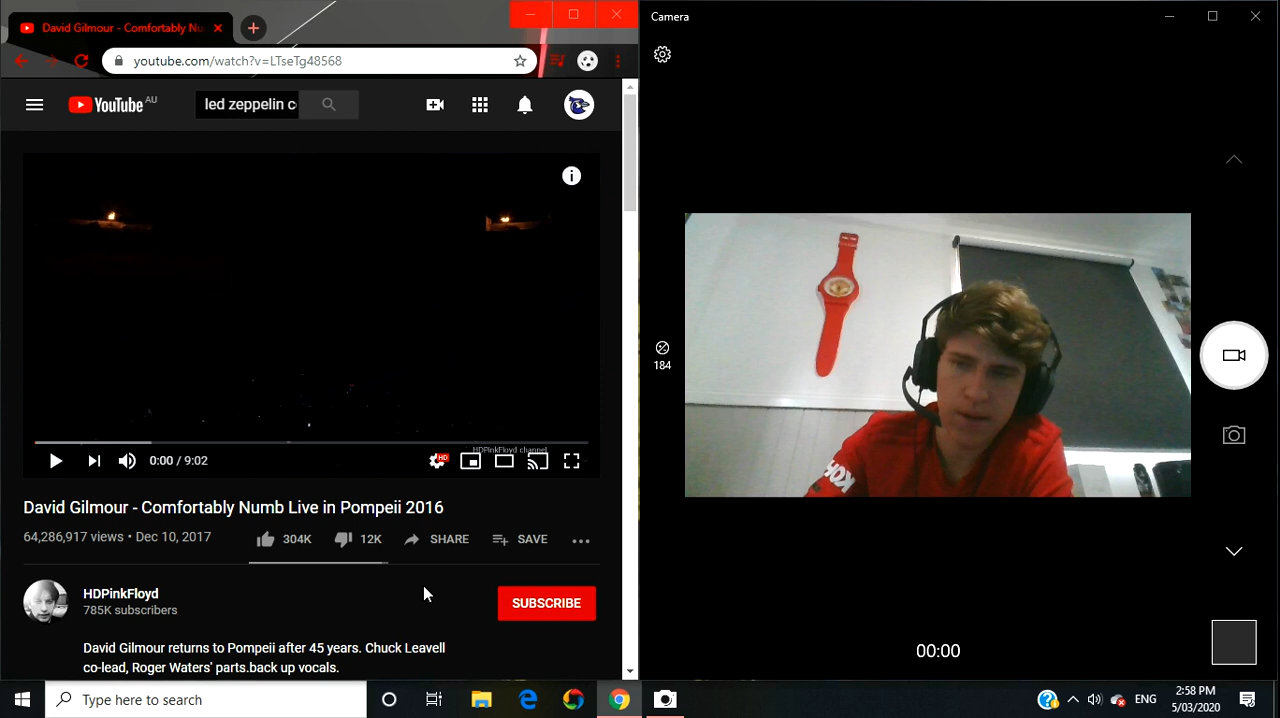 David Gilmour - Comfortably Nu
youtube.com/watch?v=LTseTg48568
YouTube AU
led zeppelin c
HDPinkFloyd channel
0:00 / 9:02
HD
David Gilmour - Comfortably Numb Live in Pompeii 2016
64,286,917 views • Dec 10, 2017
304K
12K
SHARE
SAVE
HDPinkFloyd
785K subscribers
SUBSCRIBE
David Gilmour returns to Pompeii after 45 years. Chuck Leavell
co-lead, Roger Waters' parts.back up vocals.
Camera
184
KOH
00:00
Type here to search
ENG
2:58 PM
5/03/2020